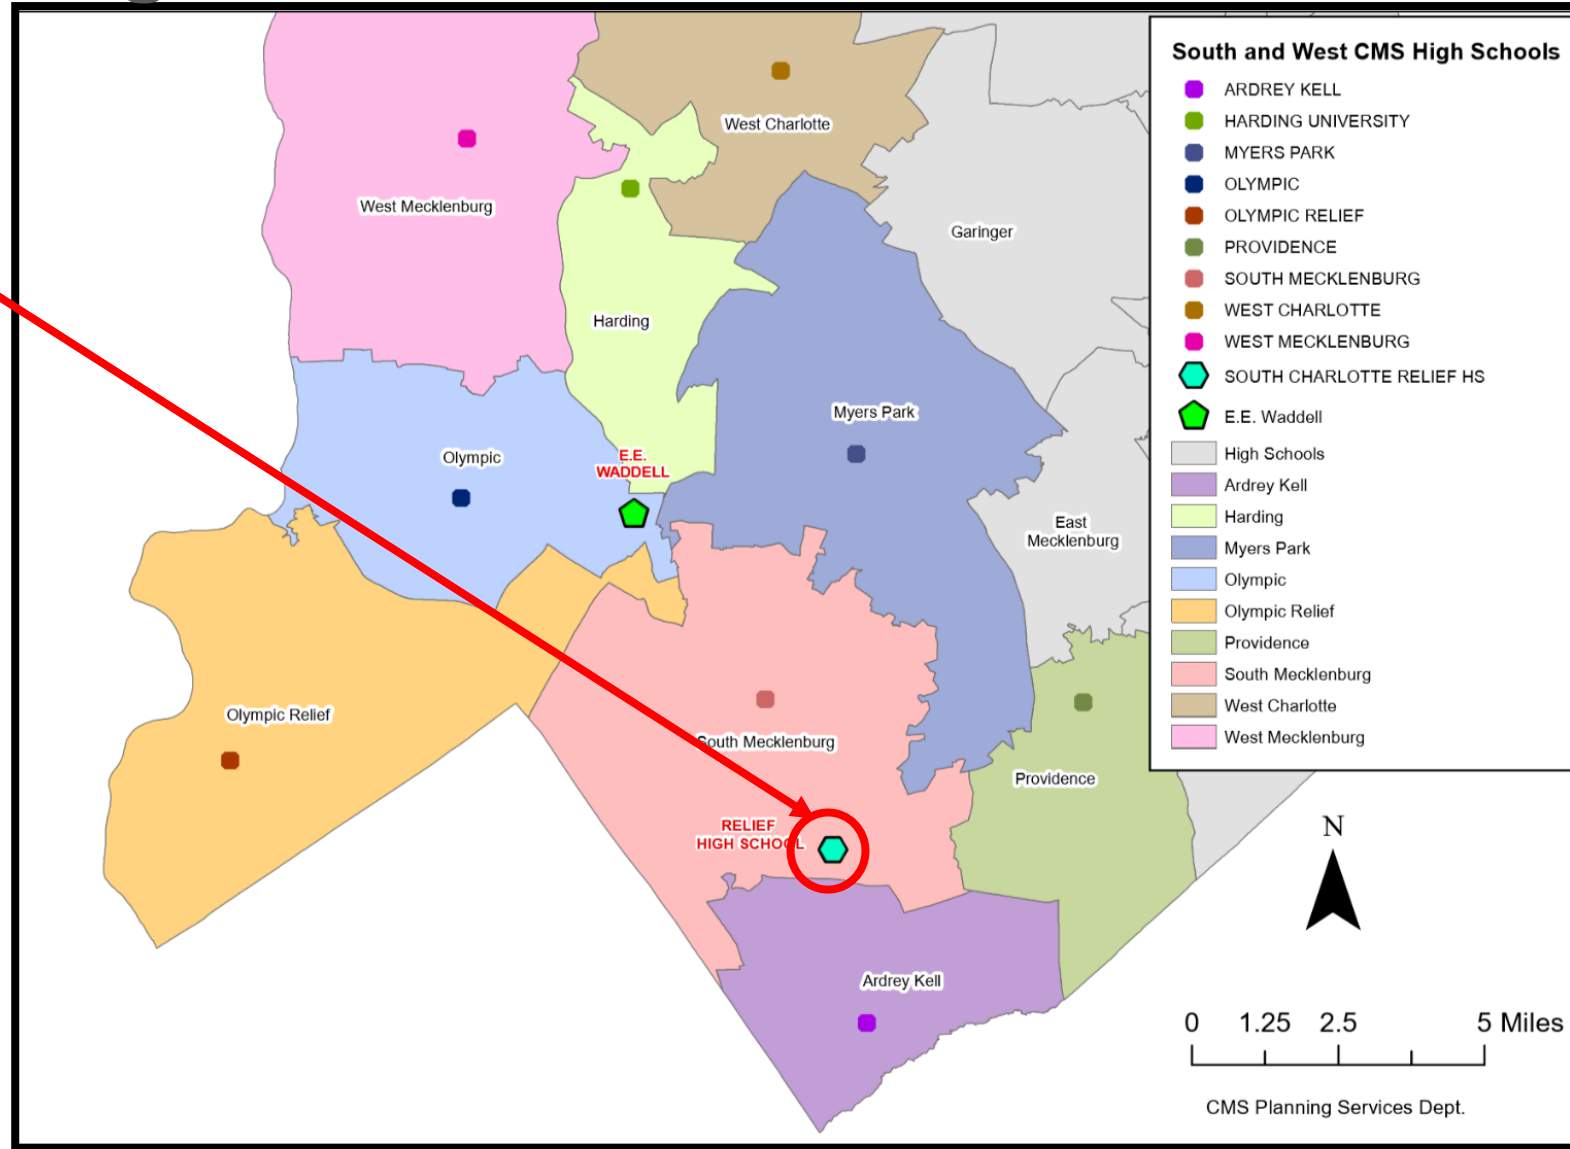 West Charlotte
West Mecklenburg
Garinger
Harding
Myers Park
Olympic
E.E.
WADDELL
East
Mecklenburg
Olympic Relief
South Mecklenburg
Providence
RELIEF
HIGH SCHOOL
Ardrey Kell
South and West CMS High Schools
ARDREY KELL
HARDING UNIVERSITY
MYERS PARK
OLYMPIC
OLYMPIC RELIEF
PROVIDENCE
SOUTH MECKLENBURG
WEST CHARLOTTE
WEST MECKLENBURG
SOUTH CHARLOTTE RELIEF HS
E.E. Waddell
High Schools
Ardrey Kell
Harding
Myers Park
Olympic
Olympic Relief
Providence
South Mecklenburg
West Charlotte
West Mecklenburg
N
0 1.25 2.5 5 Miles
CMS Planning Services Dept.